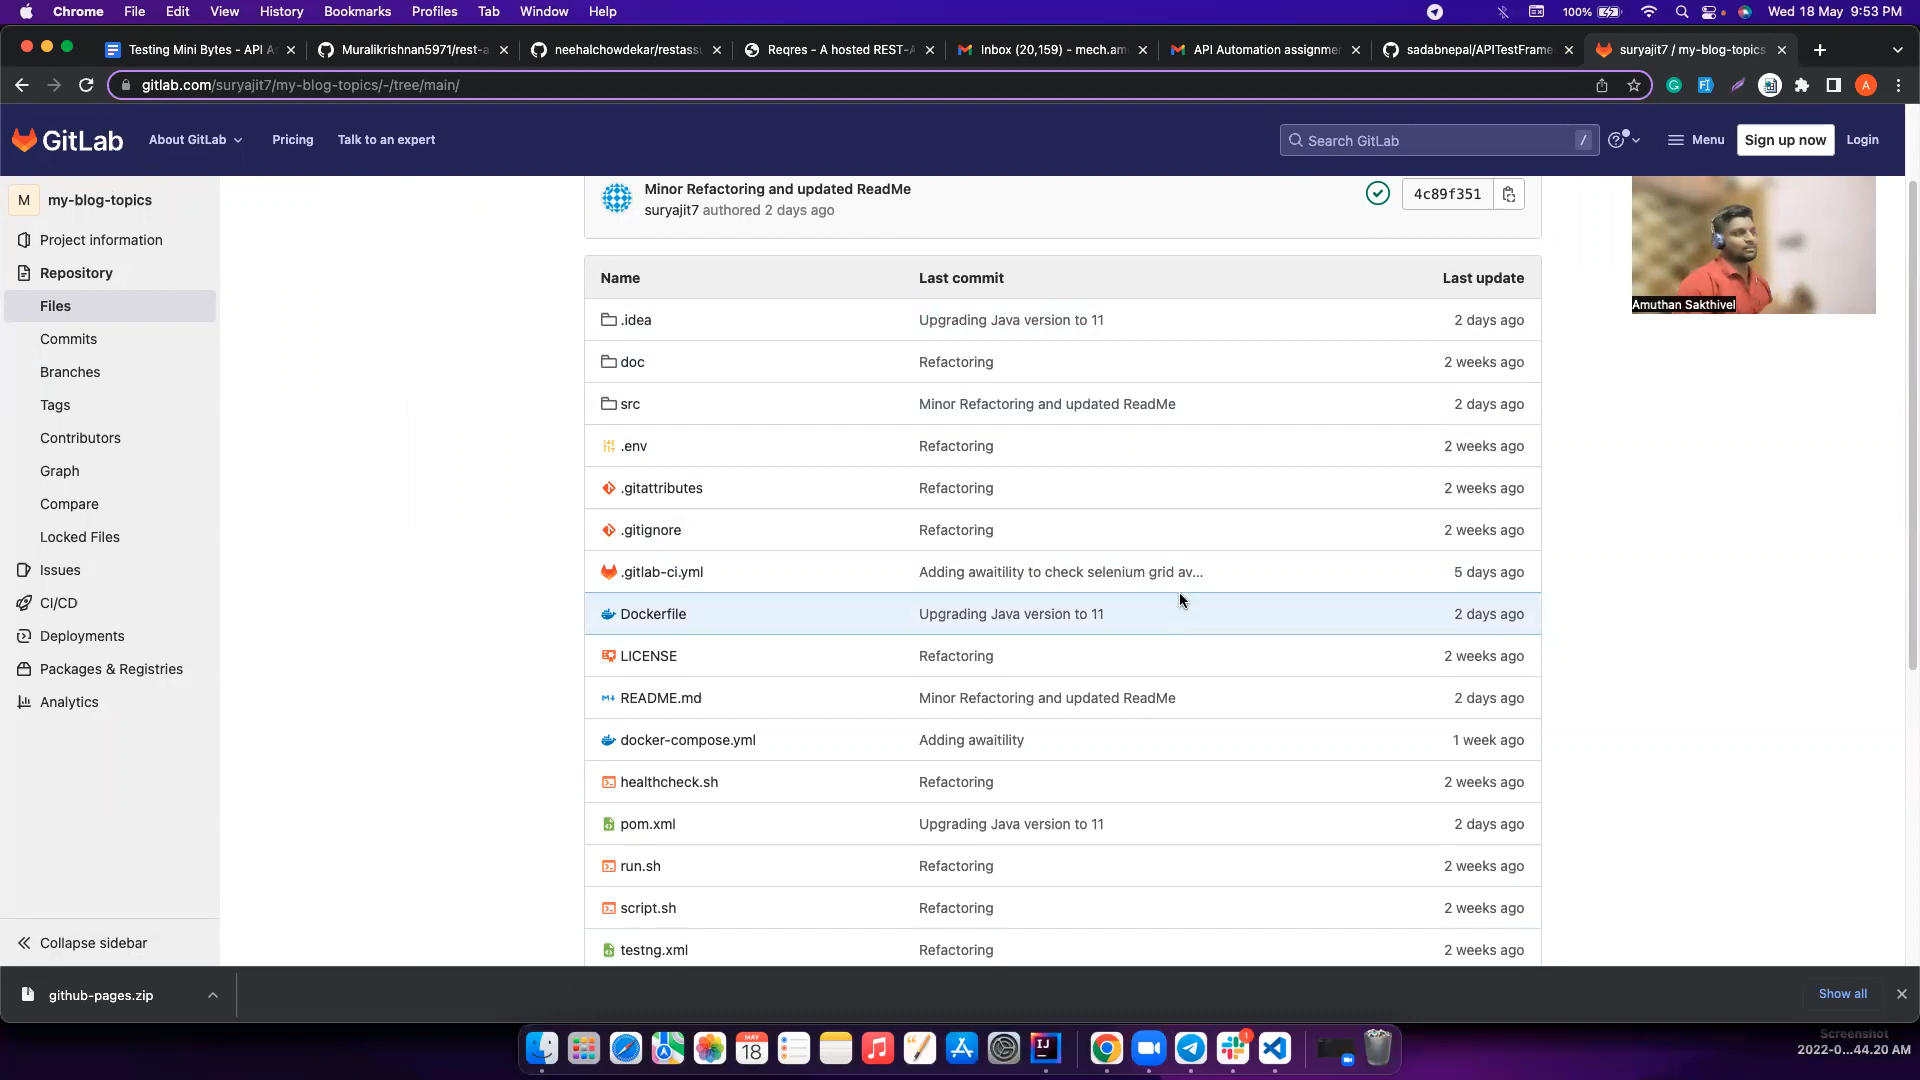 Chrome File Edit View History Bookmarks Profiles Tab Window Help 100% Wed 18 May 9:53 PM
Testing Mini Bytes - API A Muralikrishnan5971/rest-a neehalchowdekar/restass Reqres - A hosted REST-A Inbox (20,159) - mech.am API Automation assignmen sadabnepal/APITestFrame suryajit7 / my-blog-topics
gitlab.com/suryajit7/my-blog-topics/-/tree/main/ A
GitLab About GitLab Pricing Talk to an expert Search GitLab / Menu Sign up now Login
M my-blog-topics
Project information
Repository
Files
Commits
Branches
Tags
Contributors
Graph
Compare
Locked Files
Issues
CI/CD
Deployments
Packages & Registries
Analytics
Collapse sidebar
Minor Refactoring and updated ReadMe
suryajit7 authored 2 days ago
4c89f351
Name Last commit Last update
.idea Upgrading Java version to 11 2 days ago
doc Refactoring 2 weeks ago
src Minor Refactoring and updated ReadMe 2 days ago
.env Refactoring 2 weeks ago
.gitattributes Refactoring 2 weeks ago
.gitignore Refactoring 2 weeks ago
.gitlab-ci.yml Adding awaitility to check selenium grid av... 5 days ago
Dockerfile Upgrading Java version to 11 2 days ago
LICENSE Refactoring 2 weeks ago
README.md Minor Refactoring and updated ReadMe 2 days ago
docker-compose.yml Adding awaitility 1 week ago
healthcheck.sh Refactoring 2 weeks ago
pom.xml Upgrading Java version to 11 2 days ago
run.sh Refactoring 2 weeks ago
script.sh Refactoring 2 weeks ago
testng.xml Refactoring 2 weeks ago
Amuthan Sakthivel
github-pages.zip Show all
MAY
18
IJ
1
Screenshot
2022-0...44.20 AM